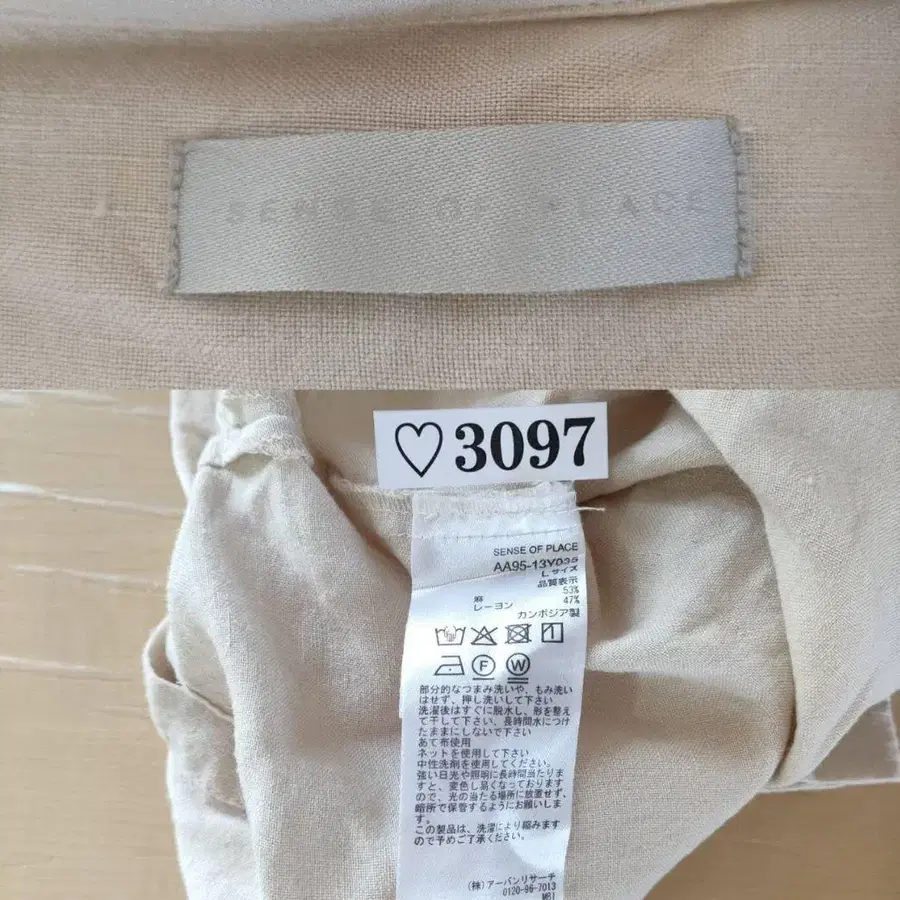 SENSE OF PLACE
♡3097
SENSE OF PLACE
AA95-13Y035
Lサイズ
品質表示
麻 53%
レーヨン 47%
カンボジア製
F W
部分的なつまみ洗いや、もみ洗い
はせず、押し洗いして下さい
洗濯後はすぐに脱水し、形を整え
て干して下さい、長時間水につけ
たままにしないで下さい
あて布使用
ネットを使用して下さい
中性洗剤を使用してください。
強い日光や照明に長時間当たりま
すと、変色し易くなっております
ので、光の当たる場所に放置せず、
暗所で保管するようにお願いしま
す。
この製品は、洗濯により縮みます
ので予めご了承ください。
(株)アーバンリサーチ
0120-96-7013
MBI